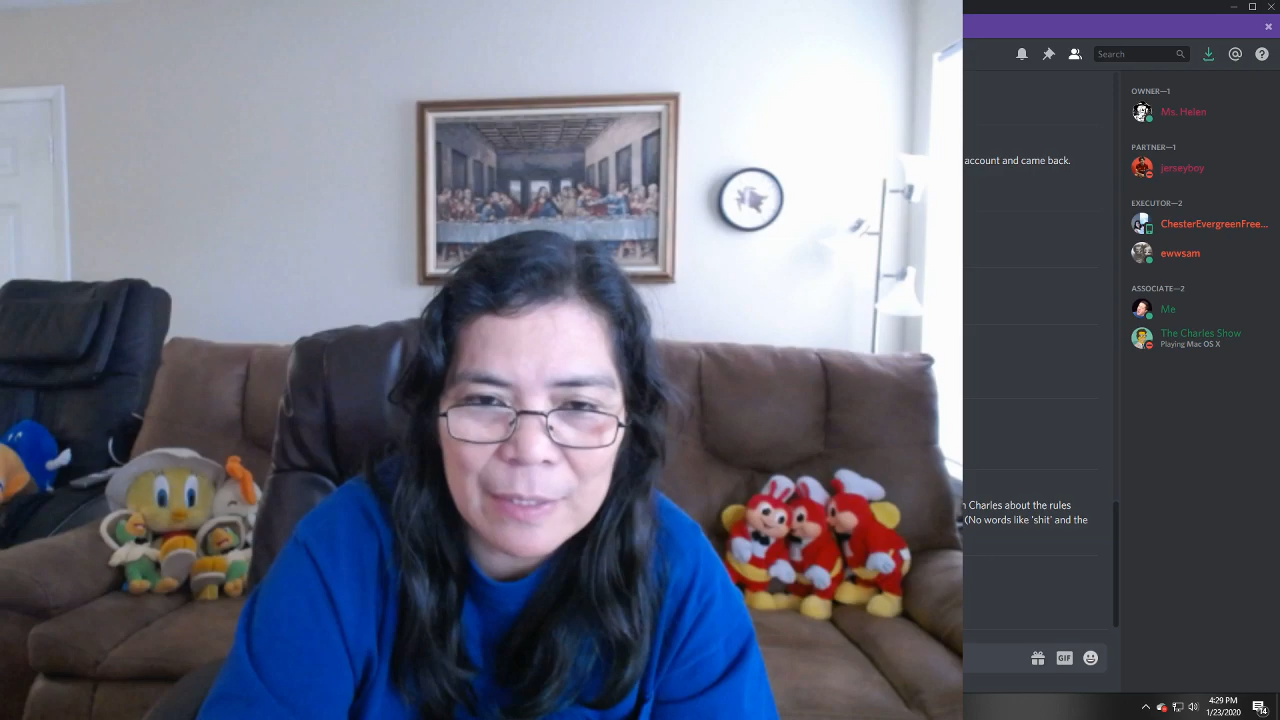 Search
OWNER—1
Ms. Helen
account and came back.
PARTNER—1
jerseyboy
EXECUTOR—2
ChesterEvergreenFree...
ewwsam
ASSOCIATE—2
Me
The Charles Show
Playing Mac OS X
Charles about the rules
(No words like 'shit' and the
GIF
4:29 PM
1/23/2020